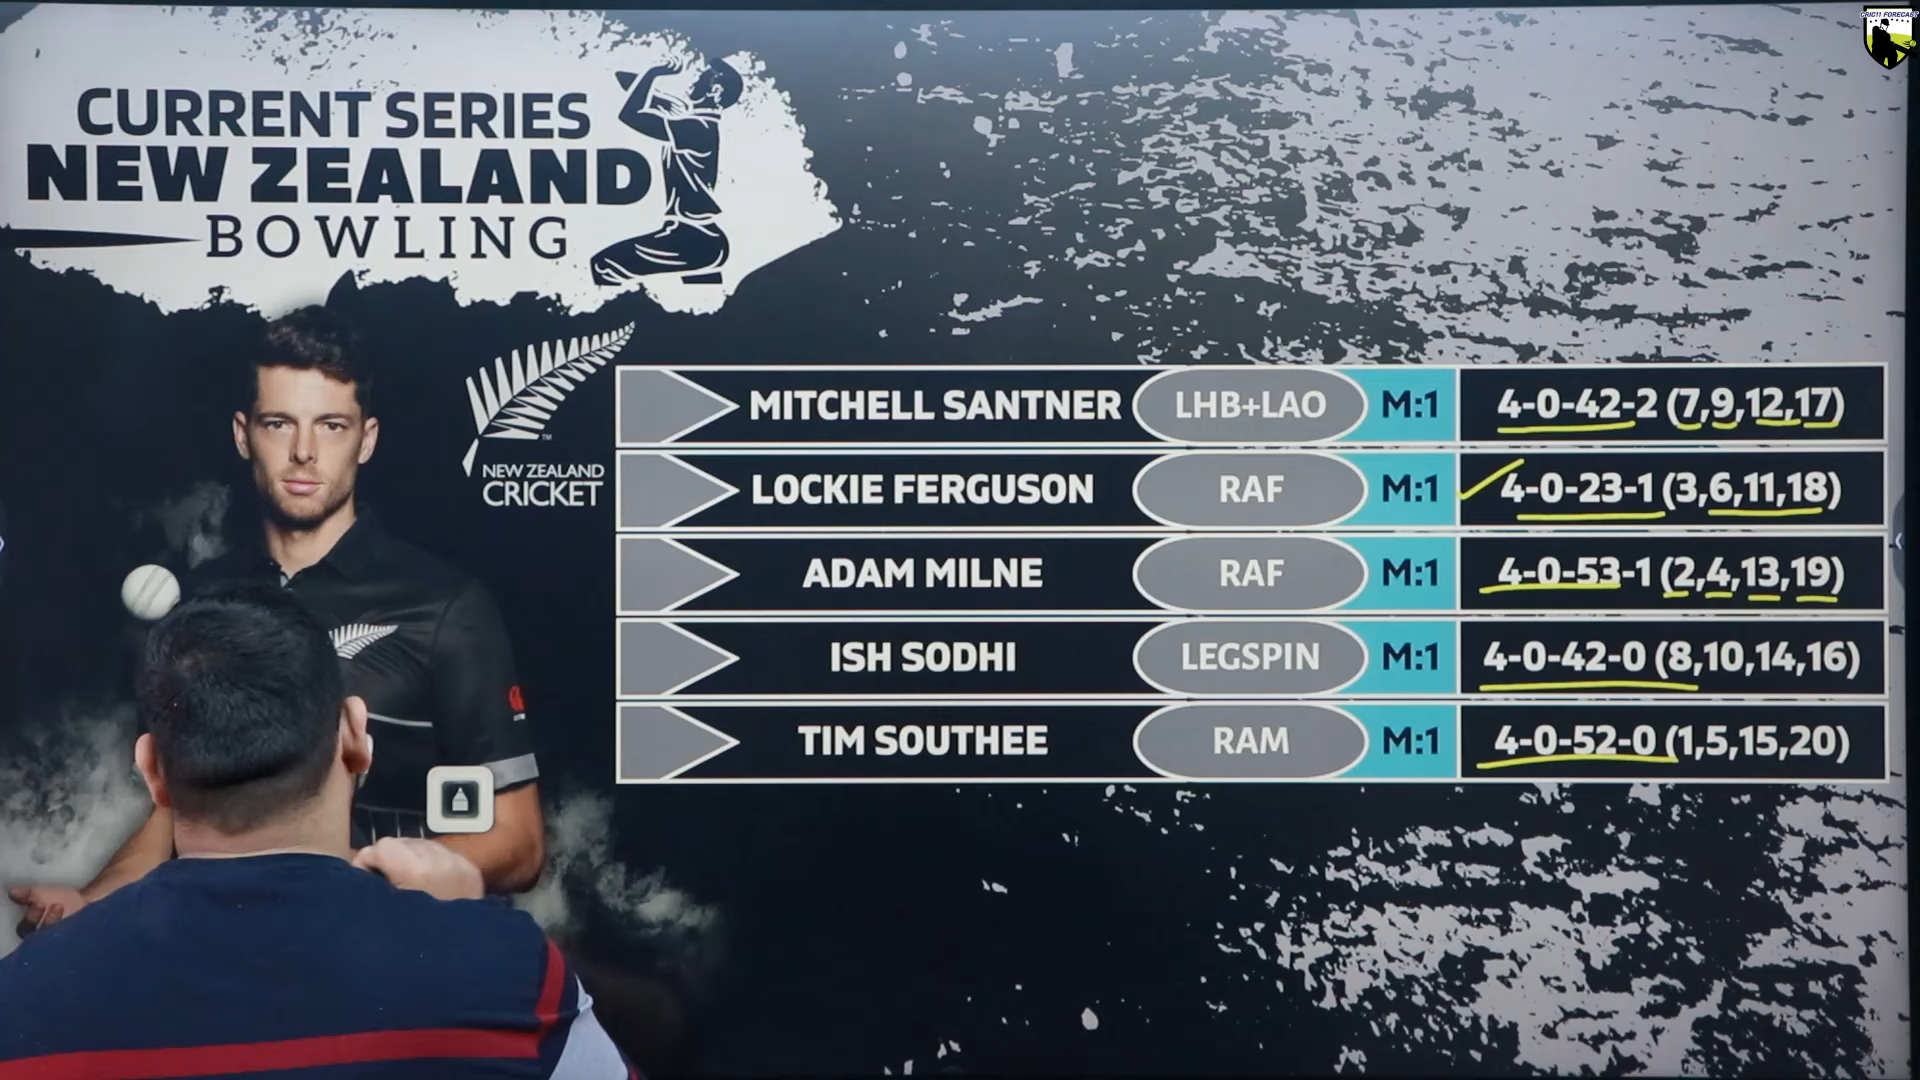 CRIC11 FORECAST
CURRENT SERIES
NEW ZEALAND
BOWLING
NEW ZEALAND
CRICKET
MITCHELL SANTNER LHB+LAO M:1 4-0-42-2 (7,9,12,17)
LOCKIE FERGUSON RAF M:1 4-0-23-1 (3,6,11,18)
ADAM MILNE RAF M:1 4-0-53-1 (2,4,13,19)
ISH SODHI LEGSPIN M:1 4-0-42-0 (8,10,14,16)
TIM SOUTHEE RAM M:1 4-0-52-0 (1,5,15,20)